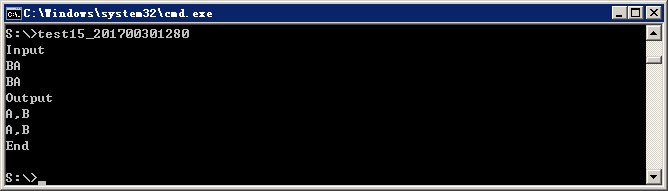 C:\Windows\system32\cmd.exe
S:\>test15_201700301280
Input
BA
BA
Output
A,B
A,B
End
S:\>_